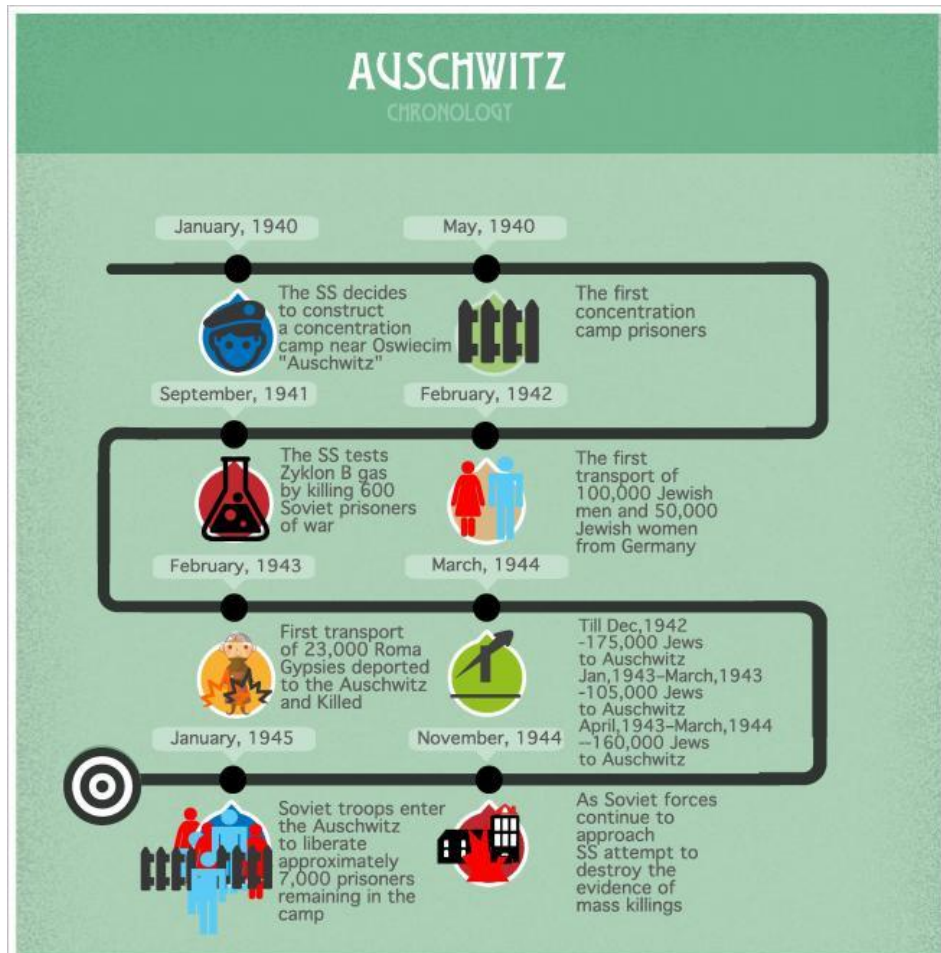 AUSCHWITZ
CHRONOLOGY
January, 1940
The SS decides
to construct
a concentration
camp near Oswiecim
"Auschwitz"
May, 1940
The first
concentration
camp prisoners
September, 1941
The SS tests
Zyklon B gas
by killing 600
Soviet prisoners
of war
February, 1942
The first
transport of
100,000 Jewish
men and 50,000
Jewish women
from Germany
February, 1943
First transport
of 23,000 Roma
Gypsies deported
to the Auschwitz
and Killed
March, 1944
Till Dec,1942
-175,000 Jews
to Auschwitz
Jan,1943–March,1943
-105,000 Jews
to Auschwitz
April,1943–March,1944
--160,000 Jews
to Auschwitz
January, 1945
Soviet troops enter
the Auschwitz
to liberate
approximately
7,000 prisoners
remaining in the
camp
November, 1944
As Soviet forces
continue to
approach
SS attempt to
destroy the
evidence of
mass killings